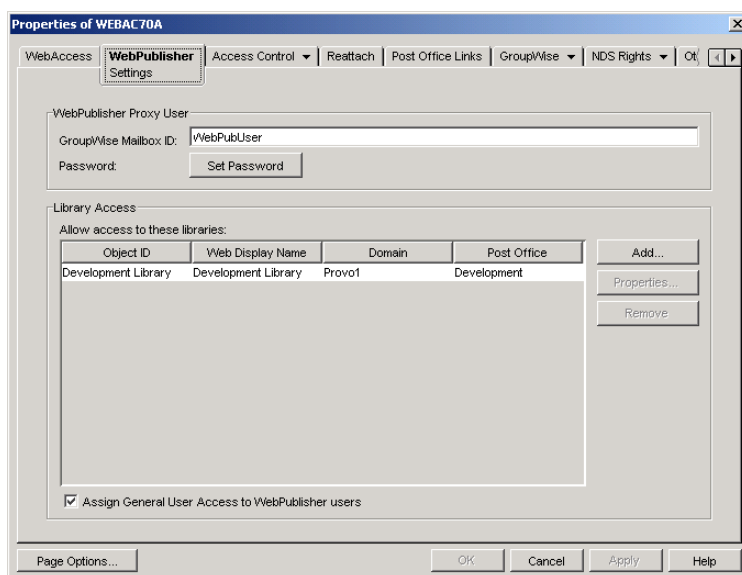 Properties of WEBAC70A
WebAccess WebPublisher Access Control Reattach Post Office Links GroupWise NDS Rights Ot
Settings
WebPublisher Proxy User
GroupWise Mailbox ID: WebPubUser
Password: Set Password
Library Access
Allow access to these libraries:
Object ID Web Display Name Domain Post Office Add...
Development Library Development Library Provo1 Development
Properties...
Remove
Assign General User Access to WebPublisher users
Page Options... OK Cancel Apply Help